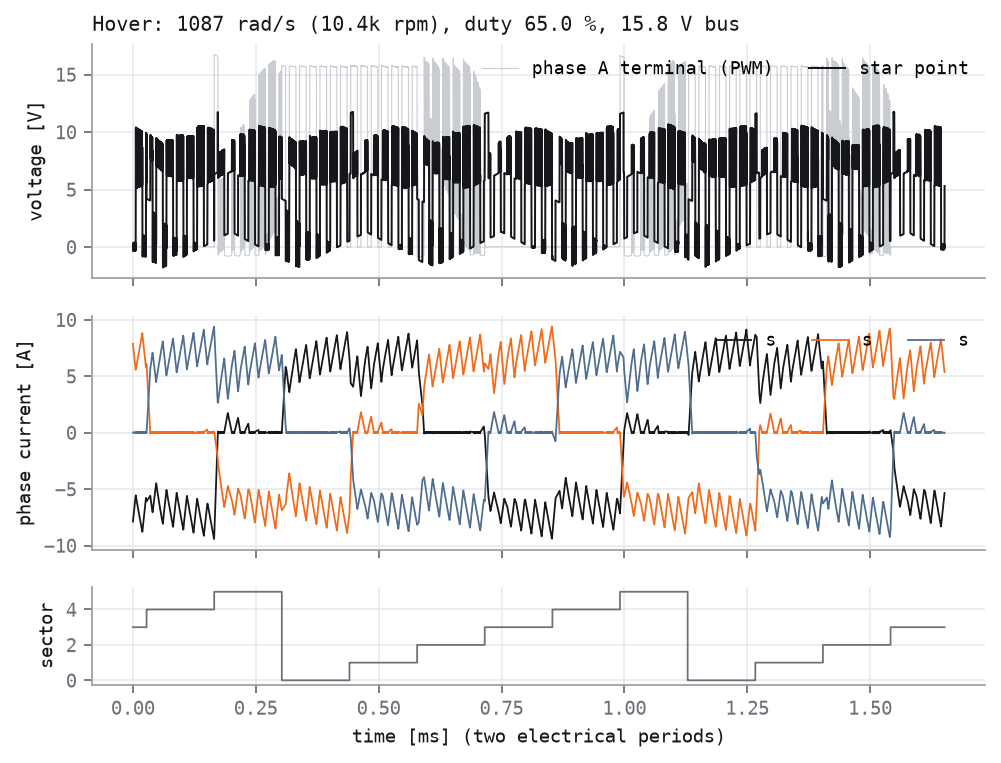 Hover: 1087 rad/s (10.4k rpm), duty 65.0 %, 15.8 V bus
phase A terminal (PWM) star point
15
10
5
0
voltage [V]
s s s
10
5
0
−5
−10
phase current [A]
4
2
0
sector
0.00 0.25 0.50 0.75 1.00 1.25 1.50
time [ms] (two electrical periods)